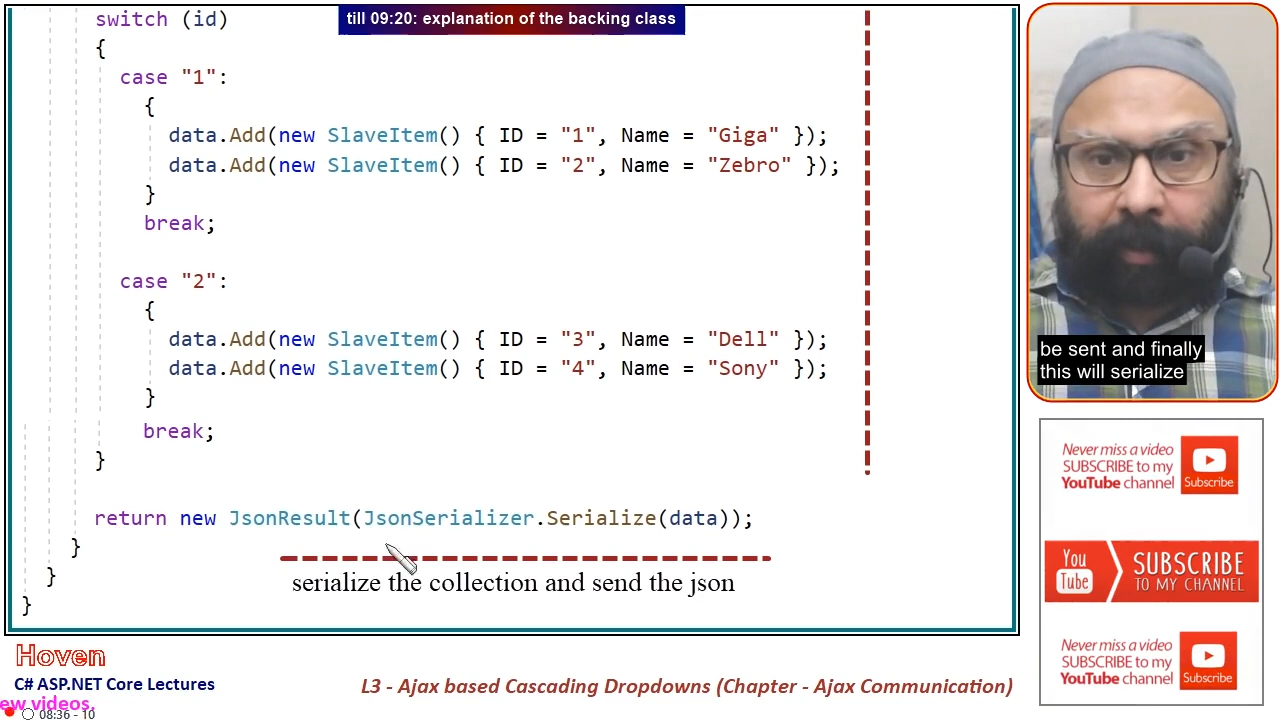 till 09:20: explanation of the backing class
switch (id)
{
case "1":
{
data.Add(new SlaveItem() { ID = "1", Name = "Giga" });
data.Add(new SlaveItem() { ID = "2", Name = "Zebro" });
}
break;
case "2":
{
data.Add(new SlaveItem() { ID = "3", Name = "Dell" });
data.Add(new SlaveItem() { ID = "4", Name = "Sony" });
}
break;
}
return new JsonResult(JsonSerializer.Serialize(data));
}
serialize the collection and send the json
}
}
be sent and finally
this will serialize
Never miss a video
SUBSCRIBE to my
YouTube channel
Subscribe
You
Tube
SUBSCRIBE
TO MY CHANNEL
Never miss a video
SUBSCRIBE to my
YouTube channel
Subscribe
Hoven
C# ASP.NET Core Lectures
L3 - Ajax based Cascading Dropdowns (Chapter - Ajax Communication)
ew videos.
08:36 - 10